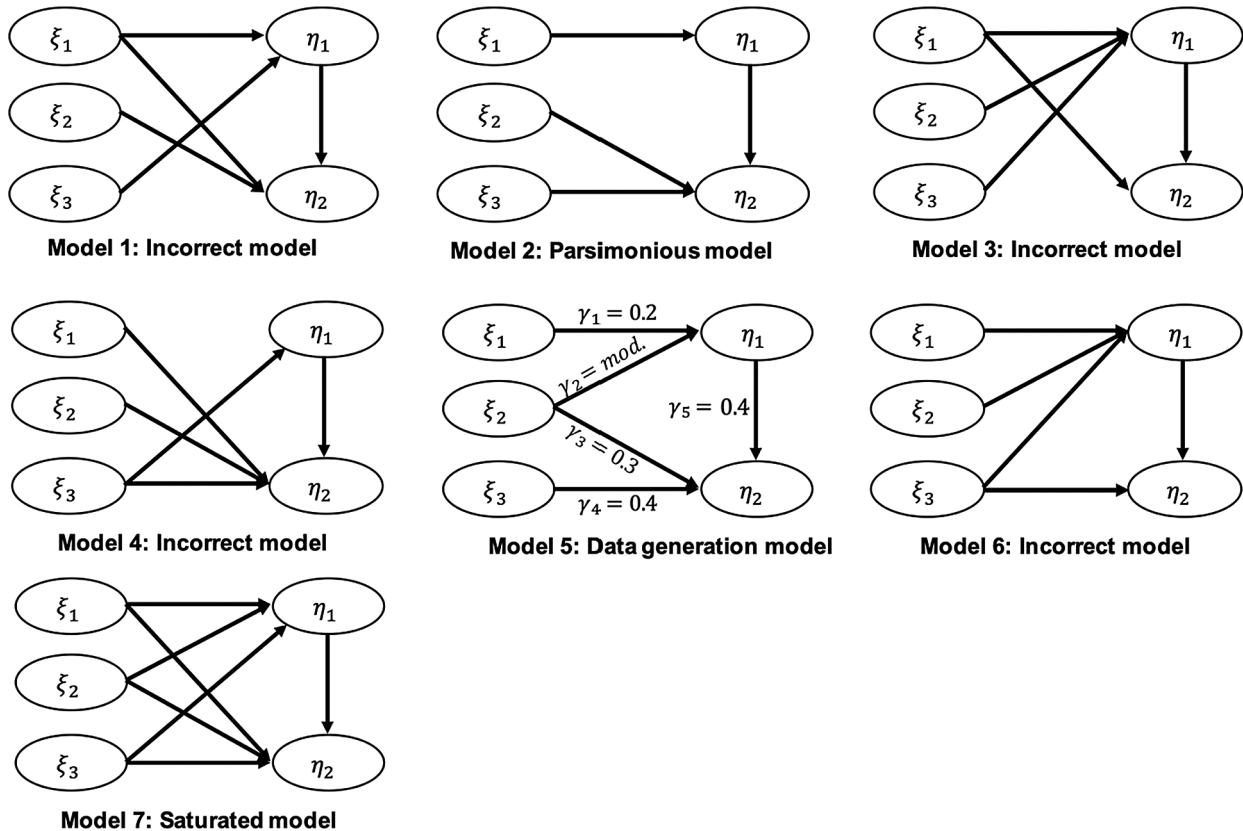 ξ₁ η₁
ξ₂
ξ₃ η₂
Model 1: Incorrect model
ξ₁ η₁
ξ₂
ξ₃ η₂
Model 2: Parsimonious model
ξ₁ η₁
ξ₂
ξ₃ η₂
Model 3: Incorrect model
ξ₁ η₁
ξ₂
ξ₃ η₂
Model 4: Incorrect model
γ₁ = 0.2
ξ₁ η₁
γ₂ = mod.
ξ₂ γ₅ = 0.4
γ₃ = 0.3
ξ₃ η₂
γ₄ = 0.4
Model 5: Data generation model
ξ₁ η₁
ξ₂
ξ₃ η₂
Model 6: Incorrect model
ξ₁ η₁
ξ₂
ξ₃ η₂
Model 7: Saturated model